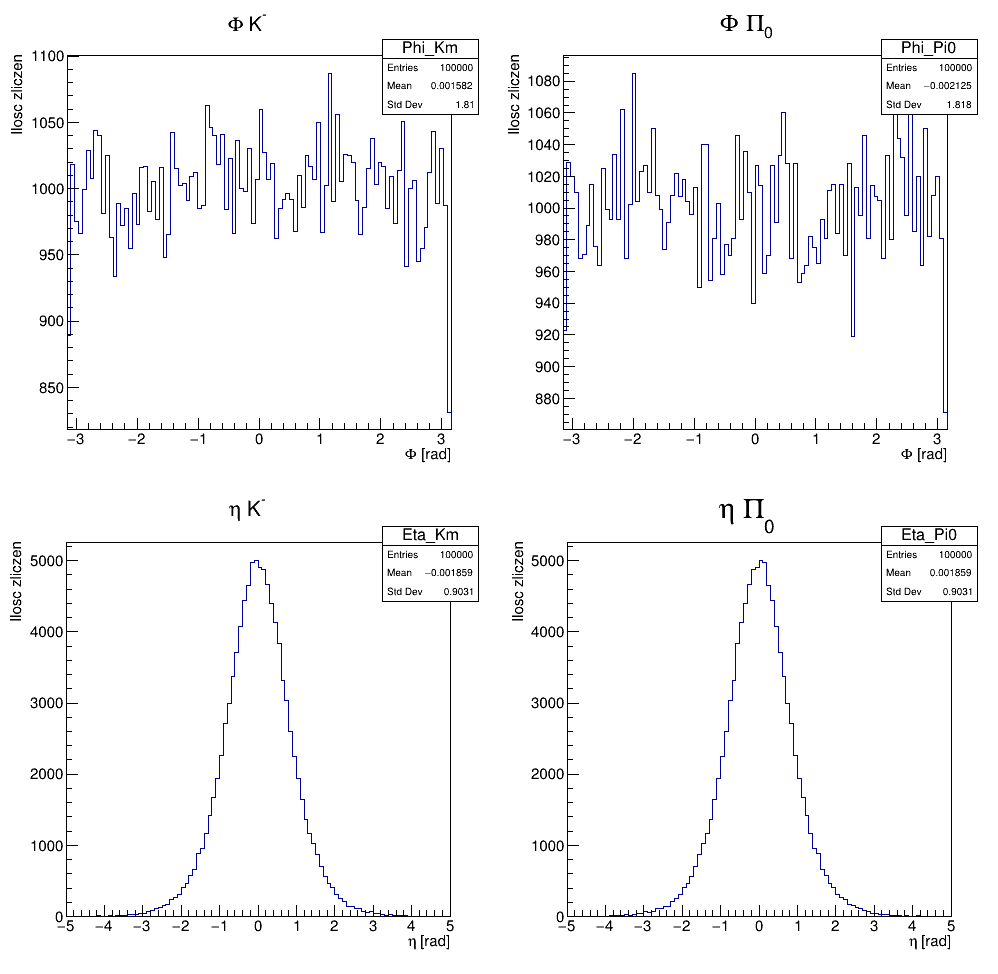 Φ K-
Phi_Km
Entries 100000
Mean 0.001582
Std Dev 1.81
Ilosc zliczen
1100
1050
1000
950
900
850
−3 −2 −1 0 1 2 3
Φ [rad]
Φ Π0
Phi_Pi0
Entries 100000
Mean −0.002125
Std Dev 1.818
Ilosc zliczen
1080
1060
1040
1020
1000
980
960
940
920
900
880
−3 −2 −1 0 1 2 3
Φ [rad]
η K-
Eta_Km
Entries 100000
Mean −0.001859
Std Dev 0.9031
Ilosc zliczen
5000
4000
3000
2000
1000
0
−5 −4 −3 −2 −1 0 1 2 3 4 5
η [rad]
η Π0
Eta_Pi0
Entries 100000
Mean 0.001859
Std Dev 0.9031
Ilosc zliczen
5000
4000
3000
2000
1000
0
−5 −4 −3 −2 −1 0 1 2 3 4 5
η [rad]